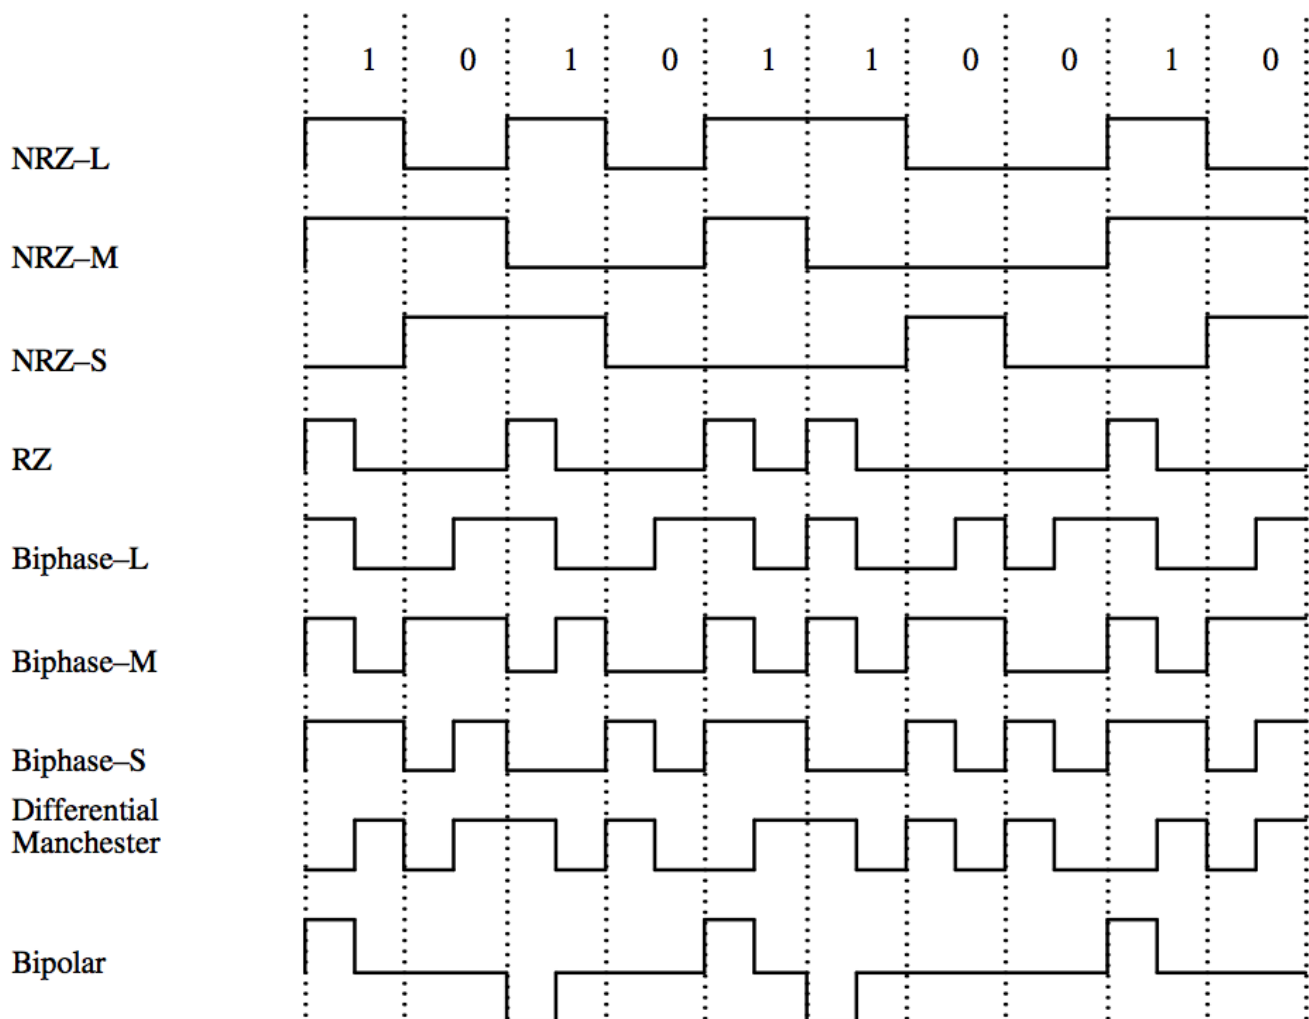 1 0 1 0 1 1 0 0 1 0
NRZ–L
NRZ–M
NRZ–S
RZ
Biphase–L
Biphase–M
Biphase–S
Differential
Manchester
Bipolar